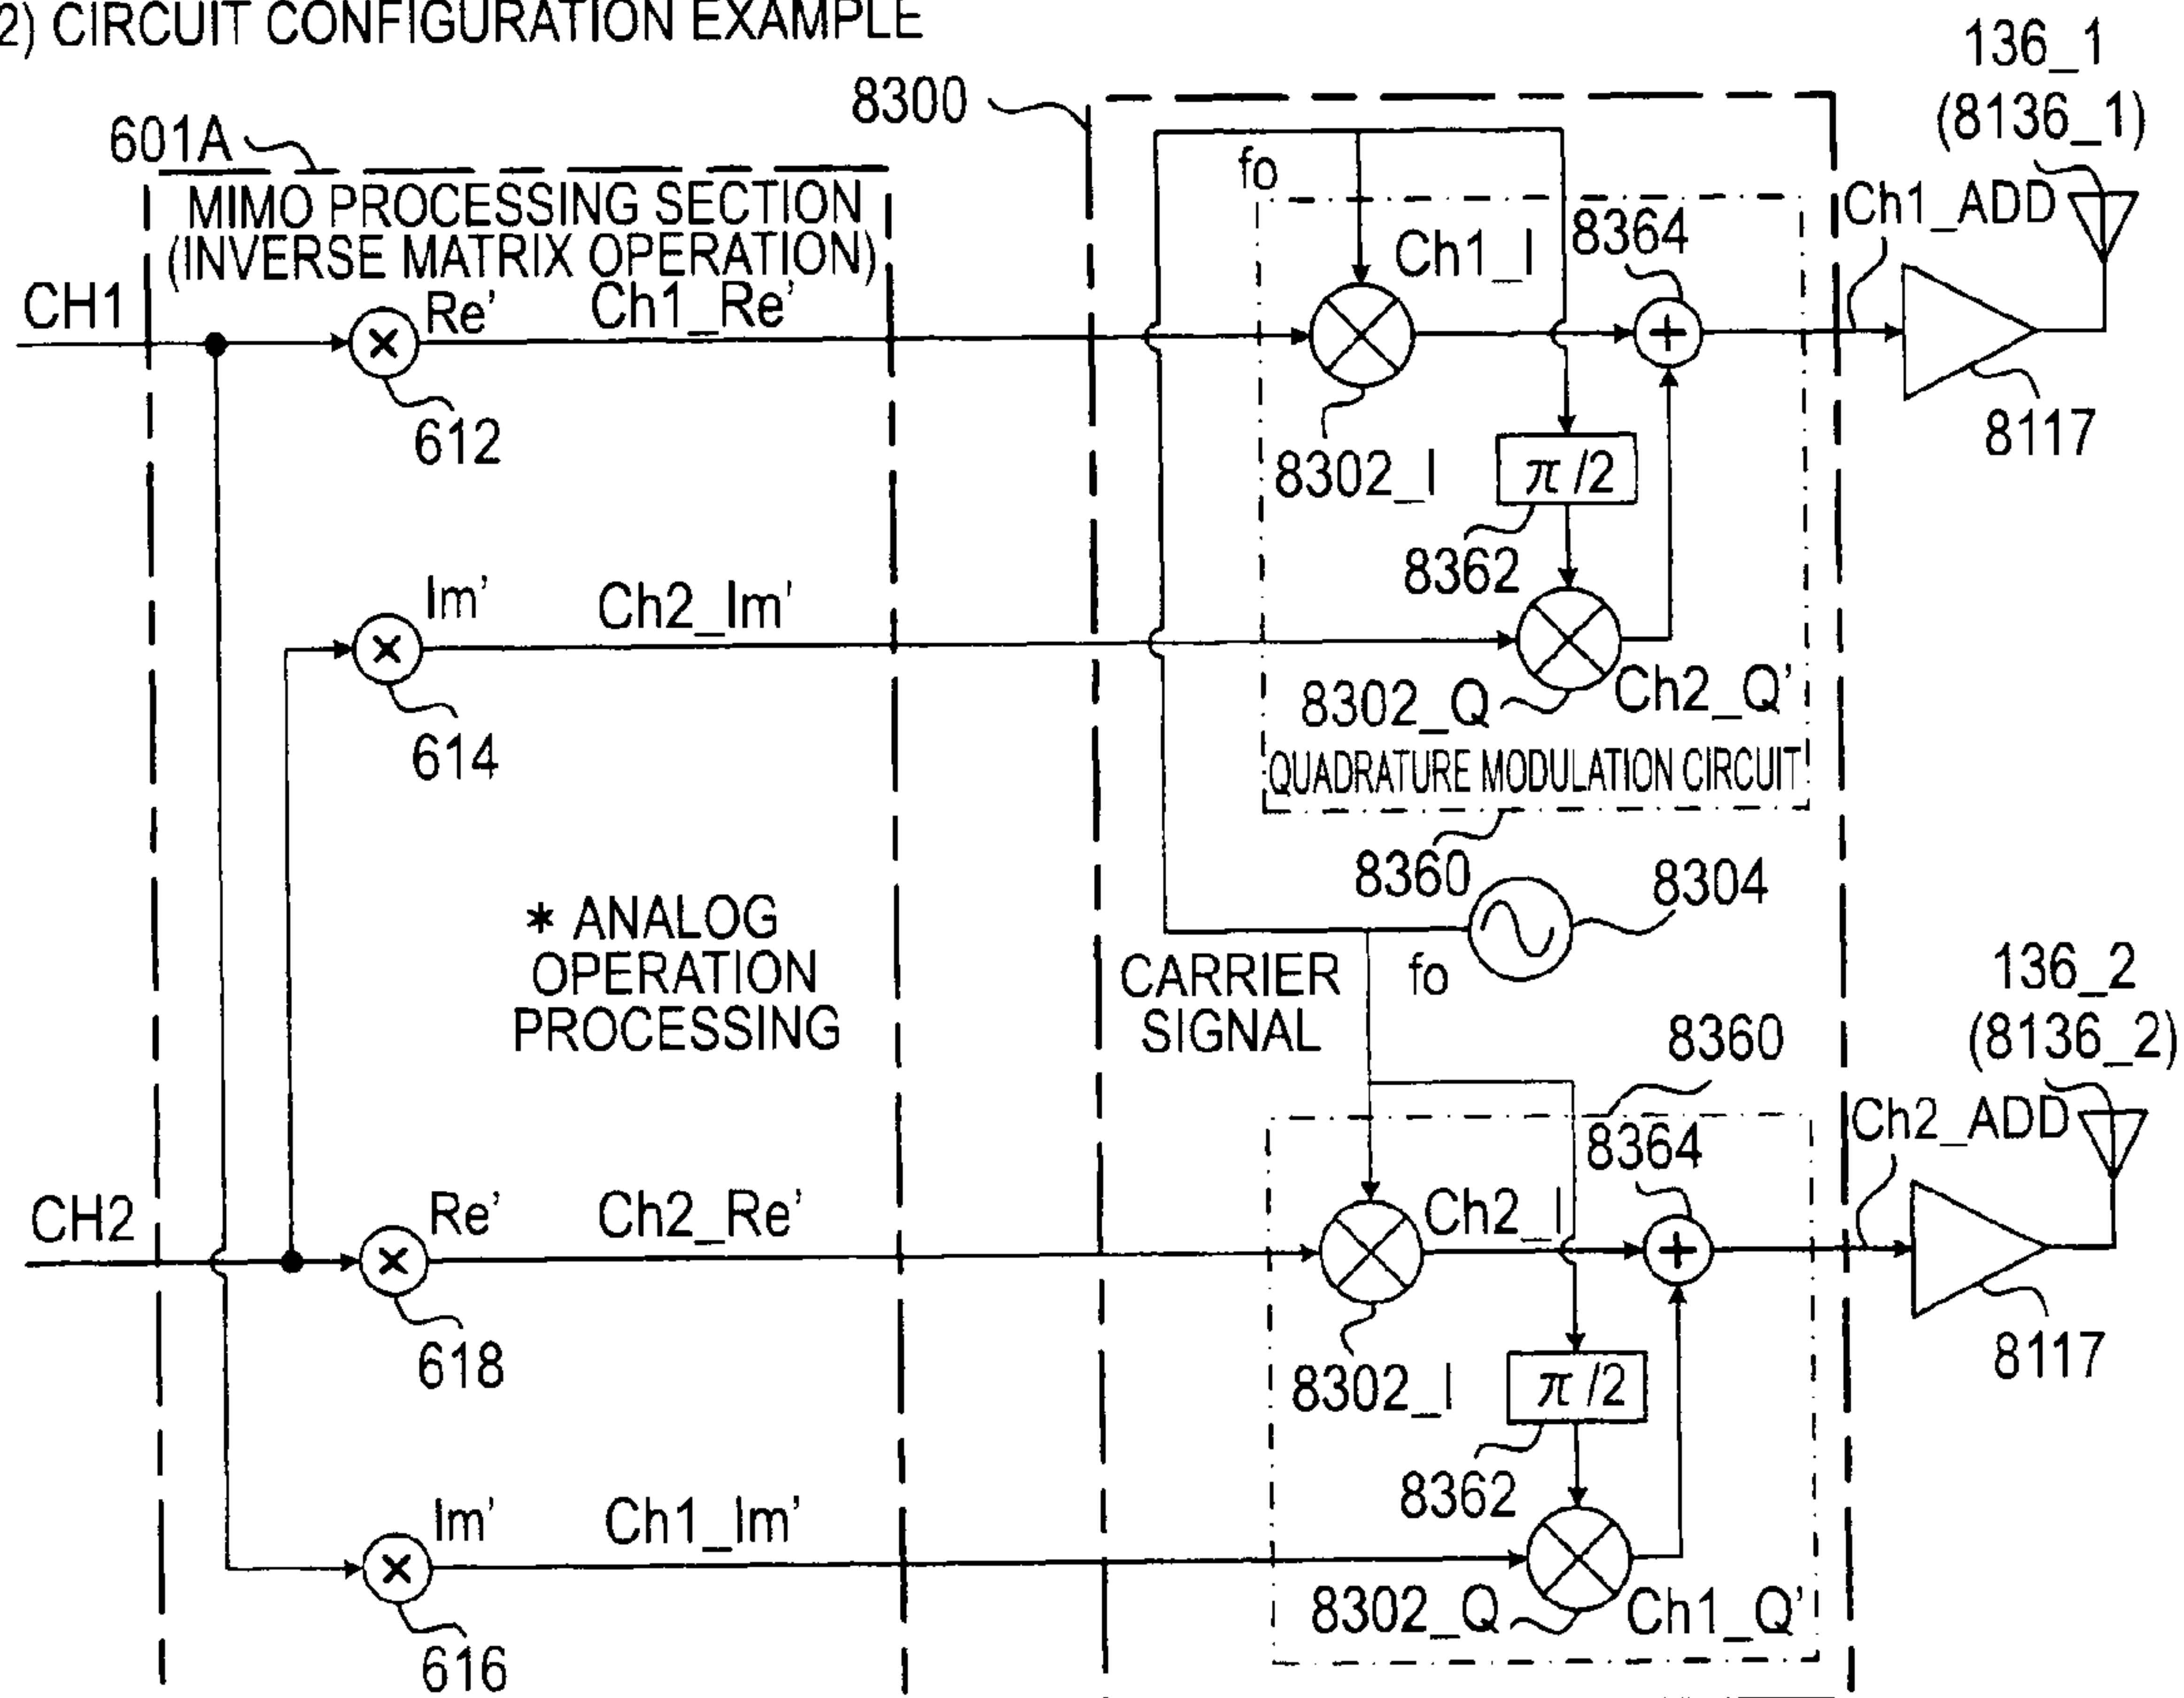 2) CIRCUIT CONFIGURATION EXAMPLE
136_1
(8136_1)
8300
601A
MIMO PROCESSING SECTION
(INVERSE MATRIX OPERATION)
fo
Ch1_ADD
8364
Ch1_I
CH1
Re'
Ch1_Re'
612
8302_I
π/2
8117
8362
Im'
Ch2_Im'
614
8302_Q
Ch2_Q'
QUADRATURE MODULATION CIRCUIT
8360
8304
* ANALOG
OPERATION
PROCESSING
CARRIER
SIGNAL
fo
136_2
(8136_2)
8360
8364
Ch2_ADD
CH2
Re'
Ch2_Re'
Ch2_I
618
8302_I
π/2
8117
8362
Im'
Ch1_Im'
616
8302_Q
Ch1_Q'